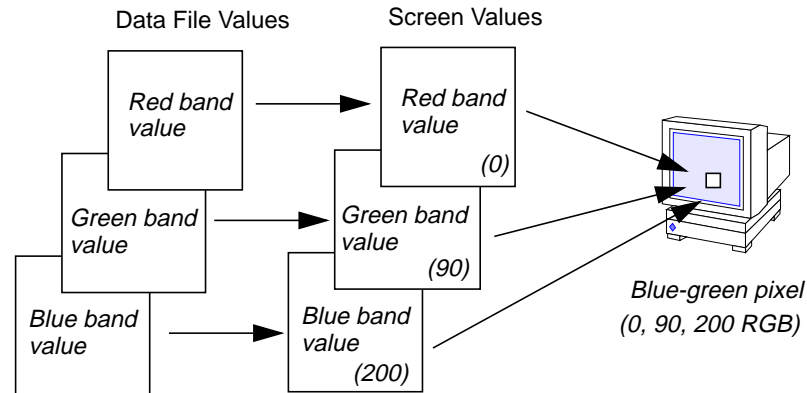 Data File Values
Screen Values
Red band
value
Red band
value
(0)
Green band
value
Green band
value
(90)
Blue band
value
Blue band
value
(200)
Blue-green pixel
(0, 90, 200 RGB)